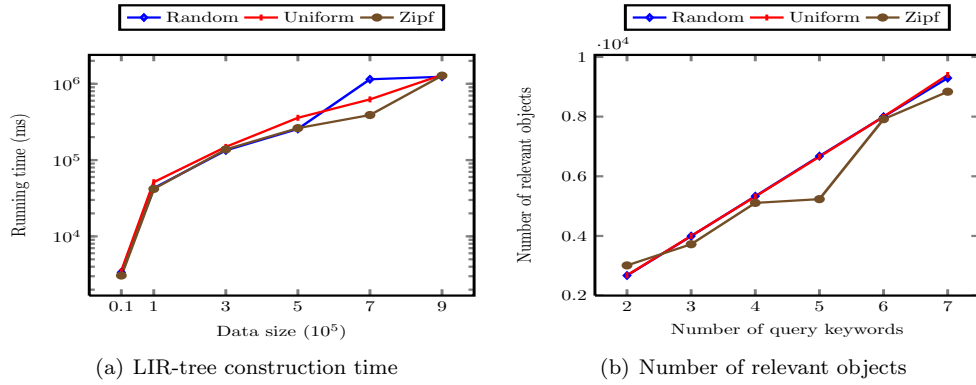 Random Uniform Zipf
10^6
10^5
10^4
Running time (ns)
0.1 1 3 5 7 9
Data size (10^5)
(a) LIR-tree construction time
Random Uniform Zipf
·10^4
1
0.8
0.6
0.4
0.2
Number of relevant objects
2 3 4 5 6 7
Number of query keywords
(b) Number of relevant objects